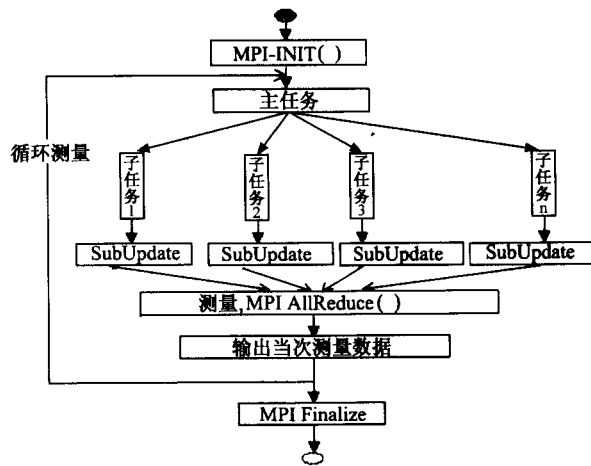 MPI-INIT( )
主任务
循环测量
子任务1
子任务2
子任务3
子任务n
SubUpdate
SubUpdate
SubUpdate
SubUpdate
测量,MPI AllReduce( )
输出当次测量数据
MPI Finalize